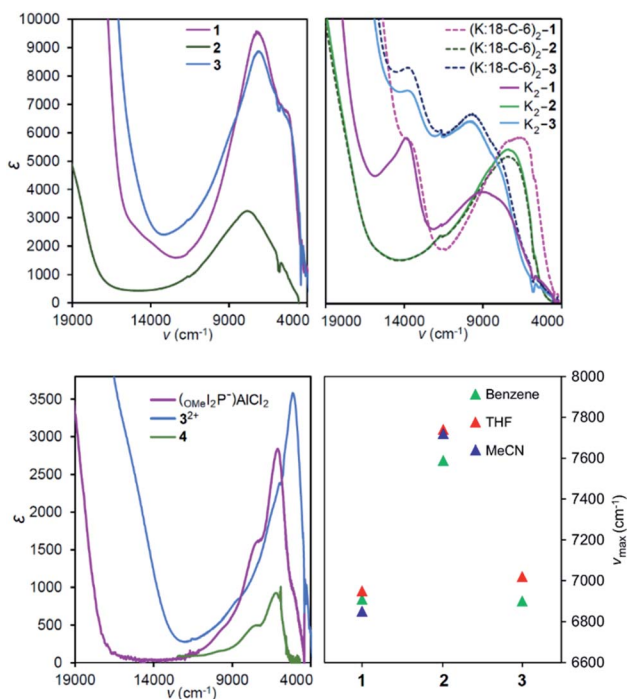 10000
9000
8000
7000
6000
5000
4000
3000
2000
1000
0
ε
1
2
3
19000 14000 9000 4000
ν (cm⁻¹)
(K:18-C-6)₂-1
(K:18-C-6)₂-2
(K:18-C-6)₂-3
K₂-1
K₂-2
K₂-3
19000 14000 9000 4000
ν (cm⁻¹)
3500
3000
2500
2000
1500
1000
500
0
ε
(OMeI₂P⁻)AlCl₂
3²⁺
4
19000 14000 9000 4000
ν (cm⁻¹)
Benzene
THF
MeCN
8000
7800
7600
7400
7200
7000
6800
6600
νmax (cm⁻¹)
1 2 3